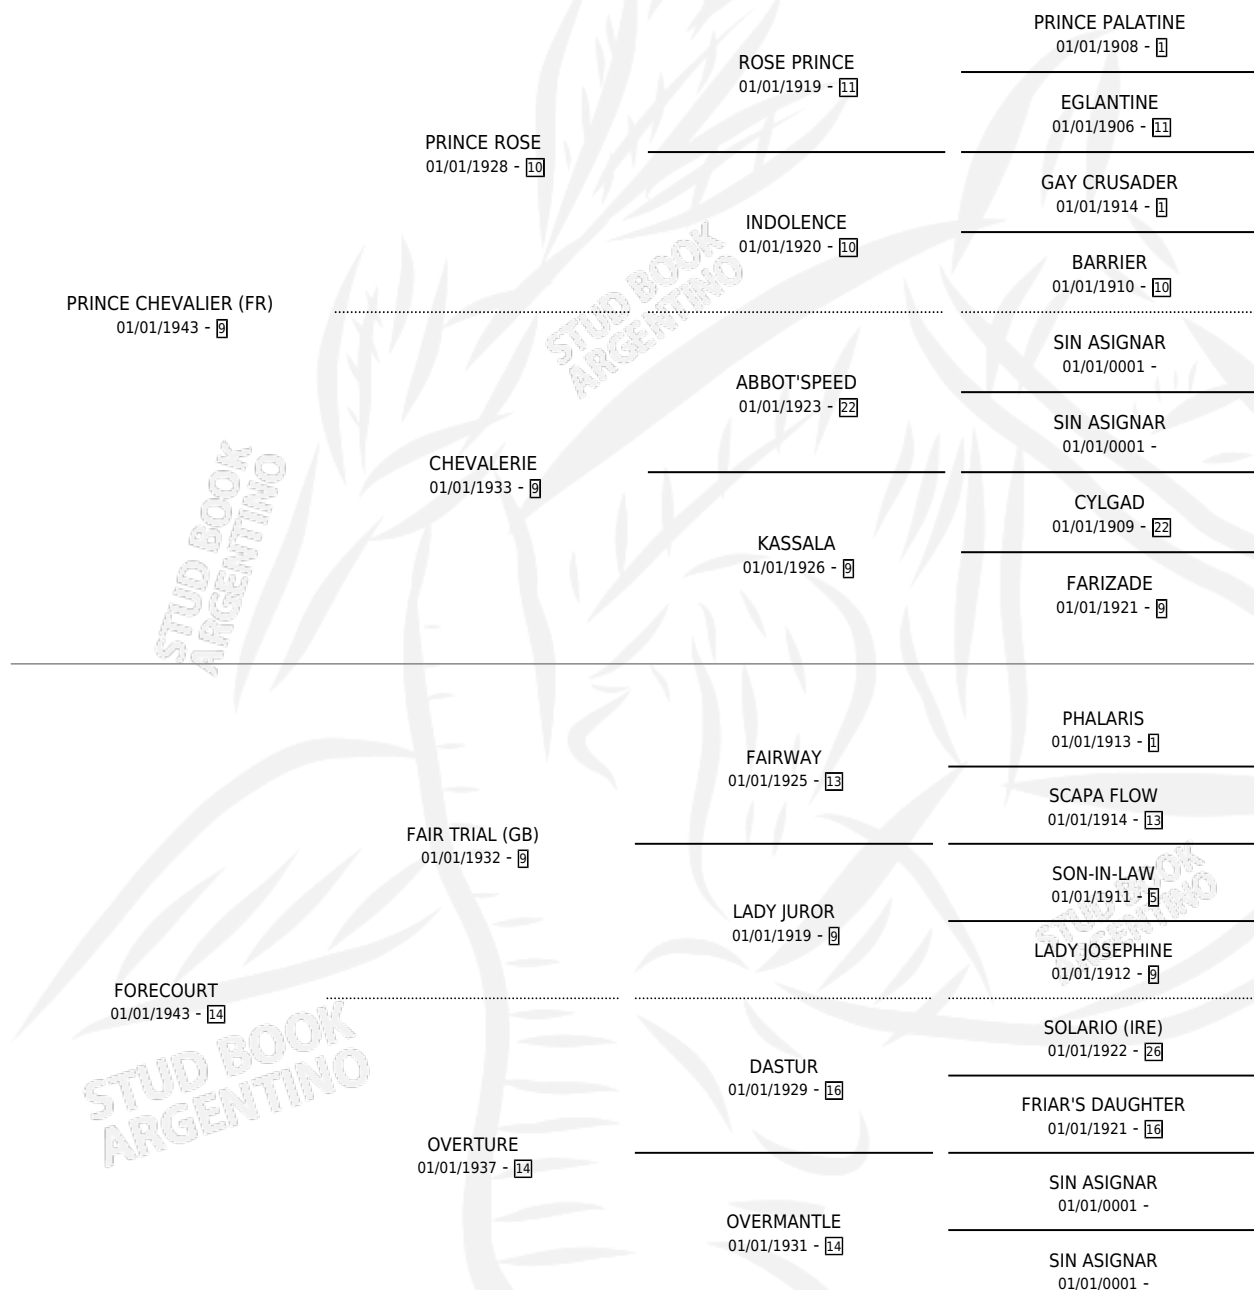 PRINCE PALATINE
01/01/1908 - 1
ROSE PRINCE
01/01/1919 - 11
EGLANTINE
01/01/1906 - 11
PRINCE ROSE
01/01/1928 - 10
GAY CRUSADER
01/01/1914 - 1
INDOLENCE
01/01/1920 - 10
BARRIER
01/01/1910 - 10
PRINCE CHEVALIER (FR)
01/01/1943 - 9
STUD BOOK
ARGENTINO
SIN ASIGNAR
01/01/0001 -
ABBOT'SPEED
01/01/1923 - 22
SIN ASIGNAR
01/01/0001 -
CHEVALERIE
01/01/1933 - 9
CYLGAD
01/01/1909 - 22
KASSALA
01/01/1926 - 9
FARIZADE
01/01/1921 - 9
STUD BOOK
ARGENTINO
PHALARIS
01/01/1913 - 1
FAIRWAY
01/01/1925 - 13
SCAPA FLOW
01/01/1914 - 13
FAIR TRIAL (GB)
01/01/1932 - 9
SON-IN-LAW
01/01/1911 - 5
LADY JUROR
01/01/1919 - 9
LADY JOSEPHINE
01/01/1912 - 9
STUD BOOK
ARGENTINO
FORECOURT
01/01/1943 - 14
SOLARIO (IRE)
01/01/1922 - 26
DASTUR
01/01/1929 - 16
FRIAR'S DAUGHTER
01/01/1921 - 16
STUD BOOK
ARGENTINO
OVERTURE
01/01/1937 - 14
SIN ASIGNAR
01/01/0001 -
OVERMANTLE
01/01/1931 - 14
SIN ASIGNAR
01/01/0001 -